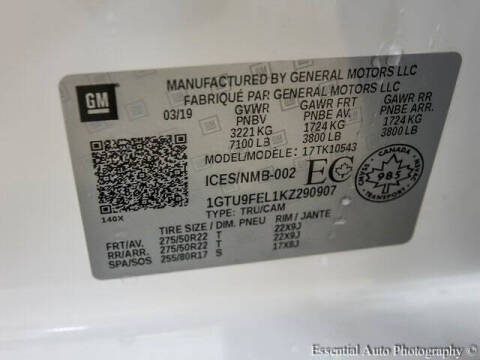 MANUFACTURED BY GENERAL MOTORS LLC
FABRIQUÉ PAR GENERAL MOTORS LLC
GM
03/19 GVWR GAWR FRT GAWR RR
PNBV PNBE AV. PNBE ARR.
3221 KG 1724 KG 1724 KG
7100 LB 3800 LB 3800 LB
MODEL/MODELE: 17TK10543
ICES/NMB-002 EC
CANADA
985
1GTU9FEL1KZ290907
140X
TYPE: TRU/CAM
TIRE SIZE / DIM. PNEU RIM / JANTE
FRT/AV. 275/50R22 T 22X9J
RR/ARR. 275/50R22 T 22X9J
SPA/SOS 255/80R17 S 17X8J
Essential Auto Photography ©